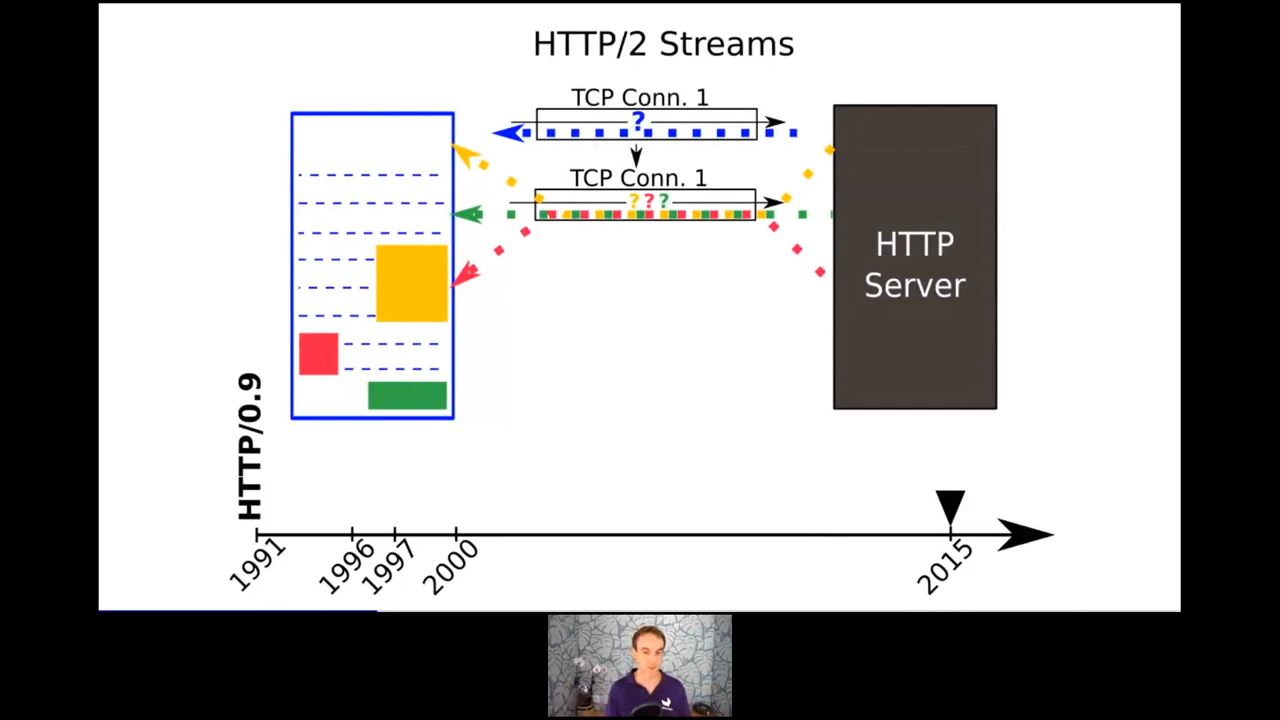 HTTP/2 Streams
TCP Conn. 1
?
TCP Conn. 1
???
HTTP
Server
HTTP/0.9
1991
1996
1997
2000
2015